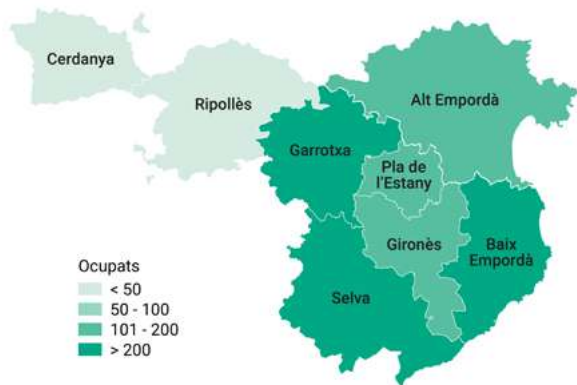 Cerdanya
Ripollès
Alt Empordà
Garrotxa
Pla de
l'Estany
Gironès
Baix
Empordà
Selva
Ocupats
< 50
50 - 100
101 - 200
> 200